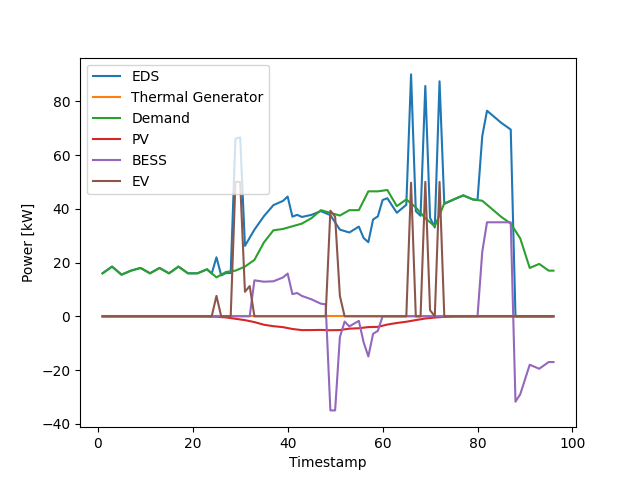 EDS
Thermal Generator
Demand
PV
BESS
EV
80
60
40
20
0
−20
−40
Power [kW]
0 20 40 60 80 100
Timestamp